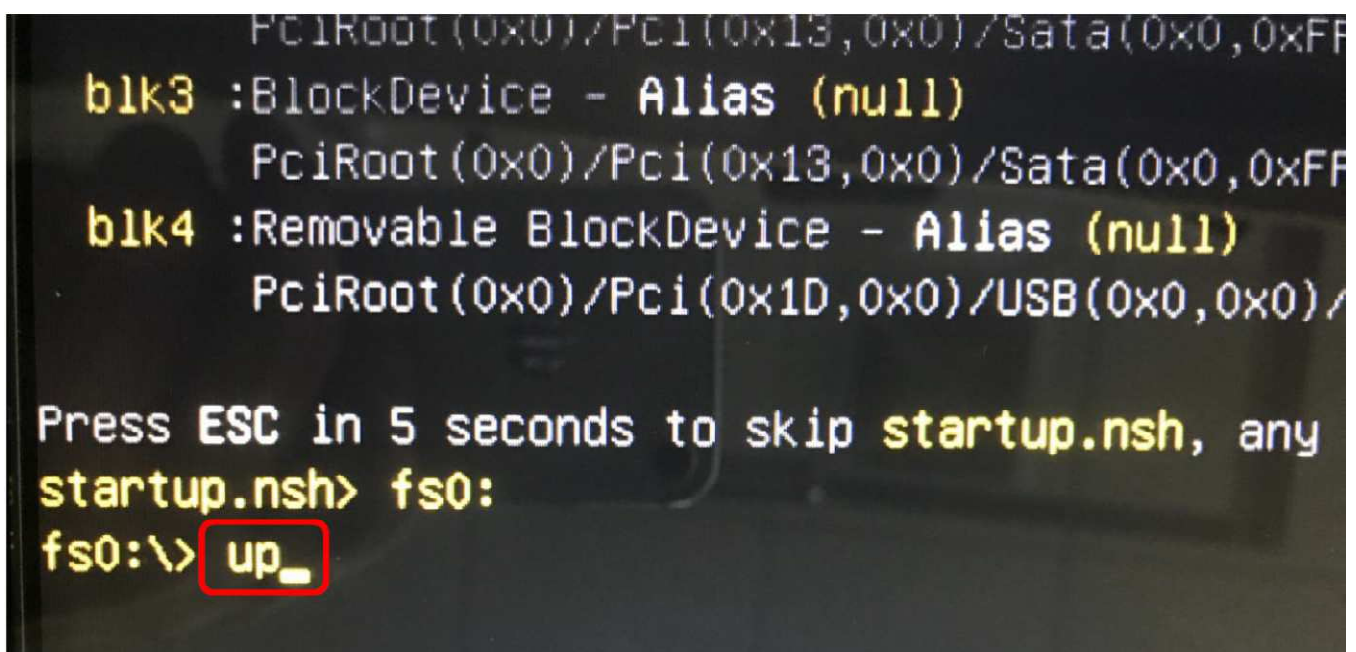 PciRoot(0x0)/Pci(0x13,0x0)/Sata(0x0,0xFF
blk3 :BlockDevice - Alias (null)
PciRoot(0x0)/Pci(0x13,0x0)/Sata(0x0,0xFF
blk4 :Removable BlockDevice - Alias (null)
PciRoot(0x0)/Pci(0x1D,0x0)/USB(0x0,0x0)/
Press ESC in 5 seconds to skip startup.nsh, any
startup.nsh> fs0:
fs0:\> up_